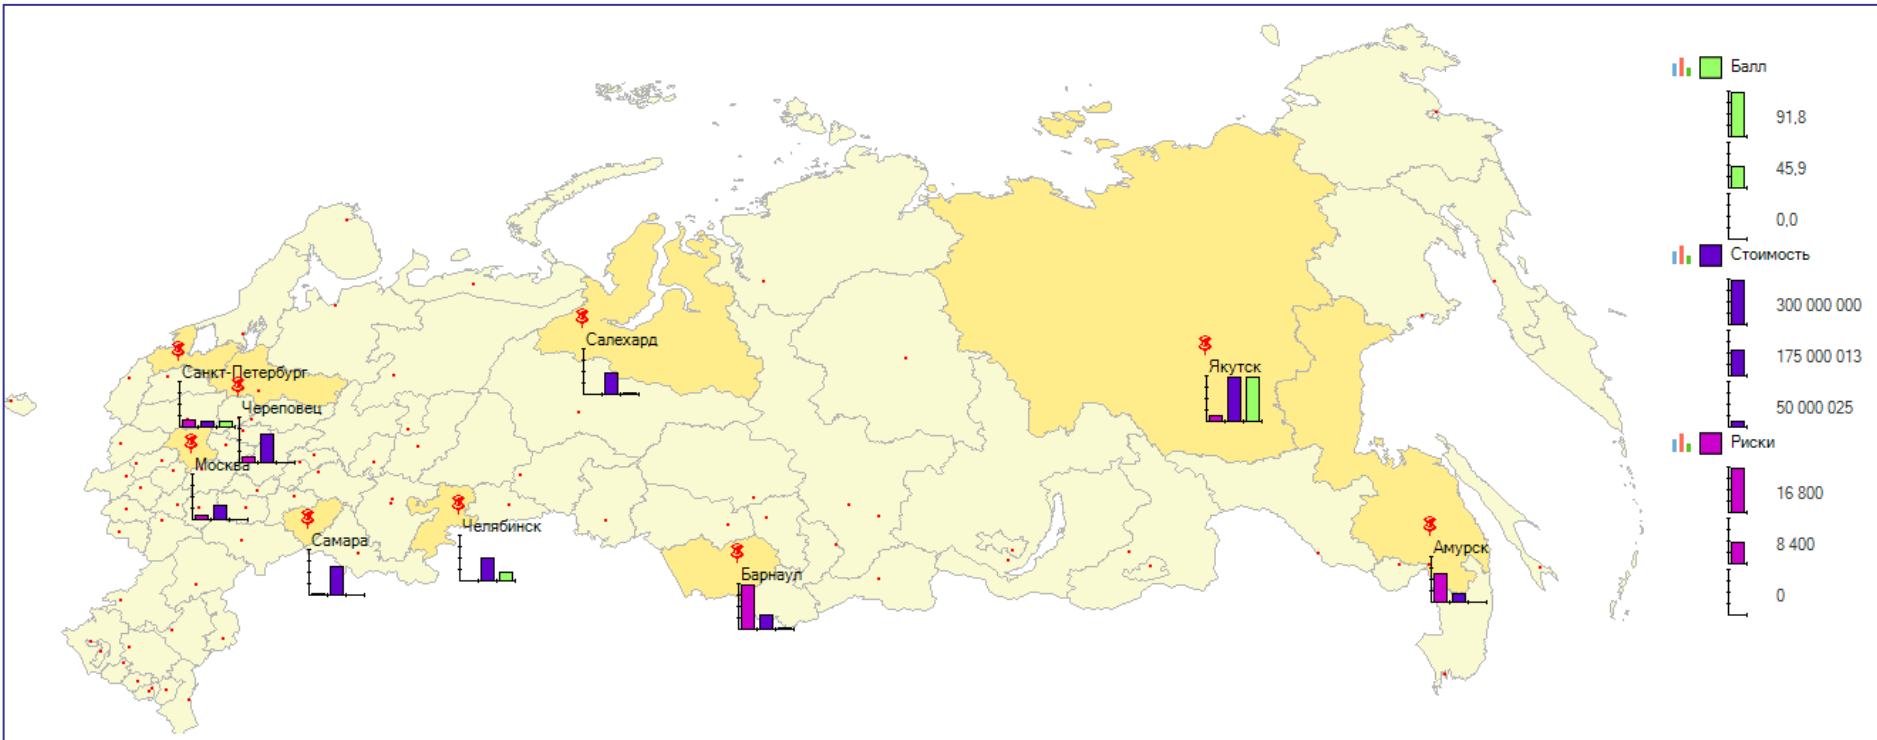 Балл
91,8
45,9
0,0
Стоимость
300 000 000
175 000 013
50 000 025
Риски
16 800
8 400
0
Салехард
Якутск
Санкт-Петербург
Череповец
Москва
Челябинск
Самара
Амурск
Барнаул